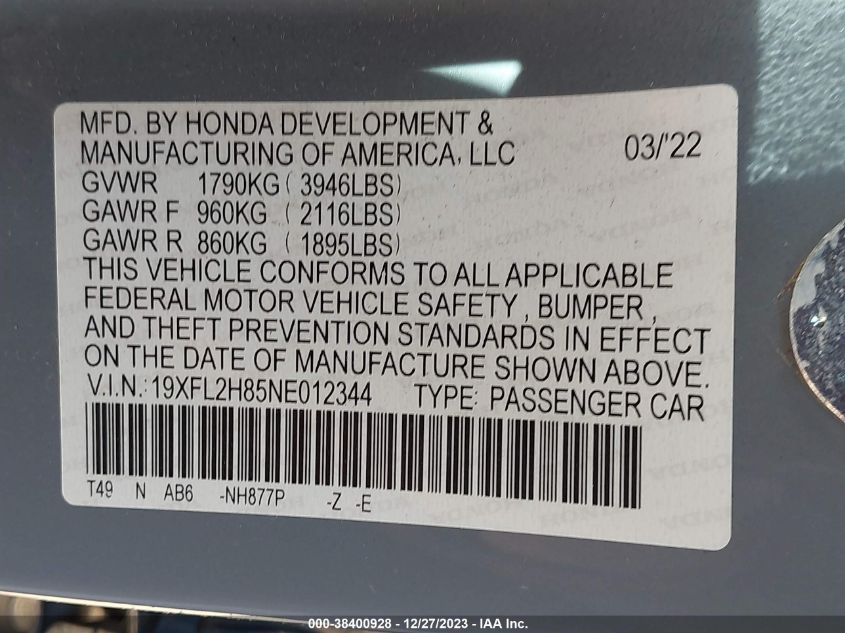 MFD. BY HONDA DEVELOPMENT &
MANUFACTURING OF AMERICA, LLC 03/'22
GVWR 1790KG ( 3946LBS)
GAWR F 960KG ( 2116LBS)
GAWR R 860KG ( 1895LBS)
THIS VEHICLE CONFORMS TO ALL APPLICABLE
FEDERAL MOTOR VEHICLE SAFETY , BUMPER ,
AND THEFT PREVENTION STANDARDS IN EFFECT
ON THE DATE OF MANUFACTURE SHOWN ABOVE.
V.I.N.: 19XFL2H85NE012344 TYPE: PASSENGER CAR
T49 N AB6 -NH877P -Z -E
000-38400928 - 12/27/2023 - IAA Inc.